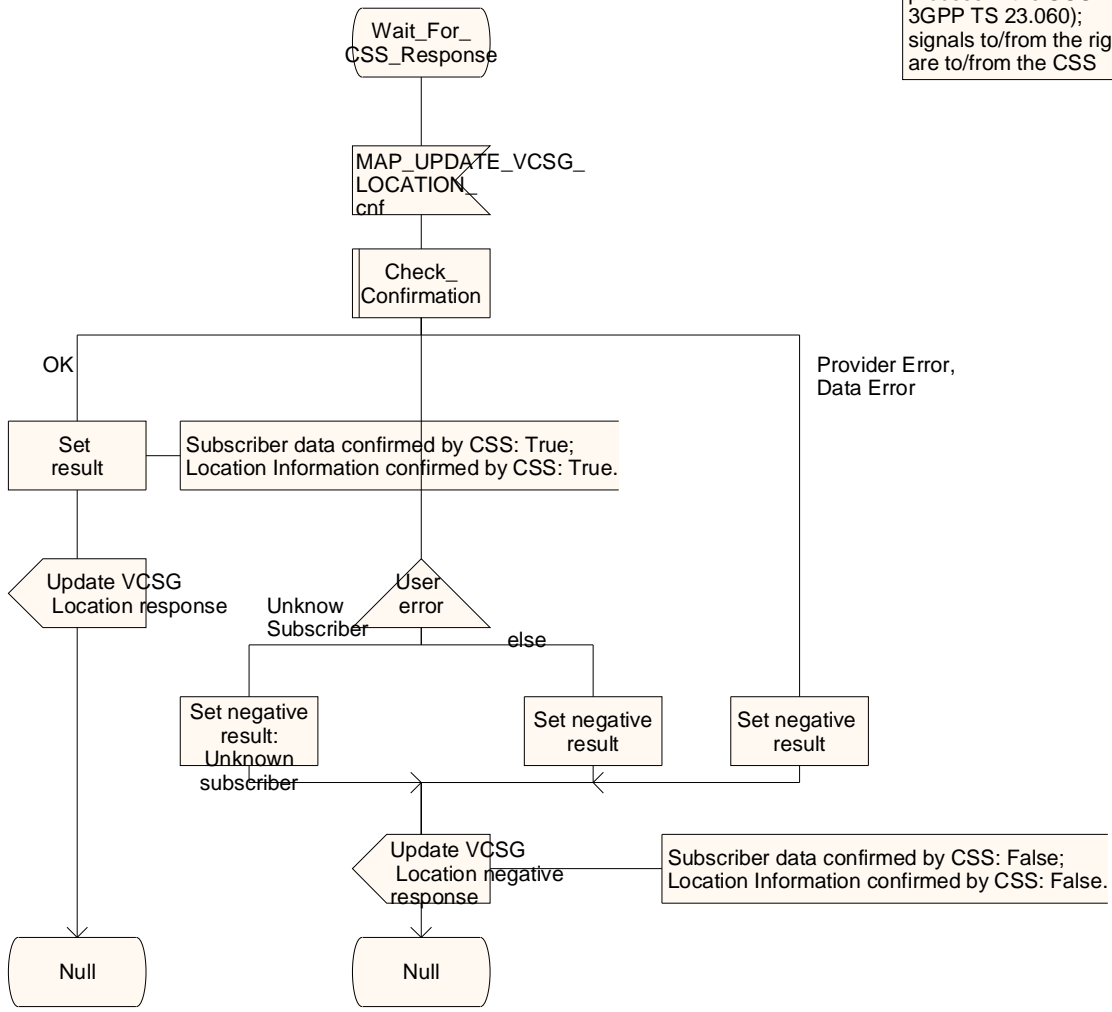 3GPP TS 23.060);
signals to/from the rig
are to/from the CSS
Wait_For_
CSS_Response
MAP_UPDATE_VCSG_
LOCATION_
cnf
Check_
Confirmation
OK
Provider Error,
Data Error
Set
result
Subscriber data confirmed by CSS: True;
Location Information confirmed by CSS: True.
Update VCSG
Location response
User
error
Unknow
Subscriber
else
Set negative
result:
Unknown
subscriber
Set negative
result
Set negative
result
Update VCSG
Location negative
response
Subscriber data confirmed by CSS: False;
Location Information confirmed by CSS: False.
Null
Null